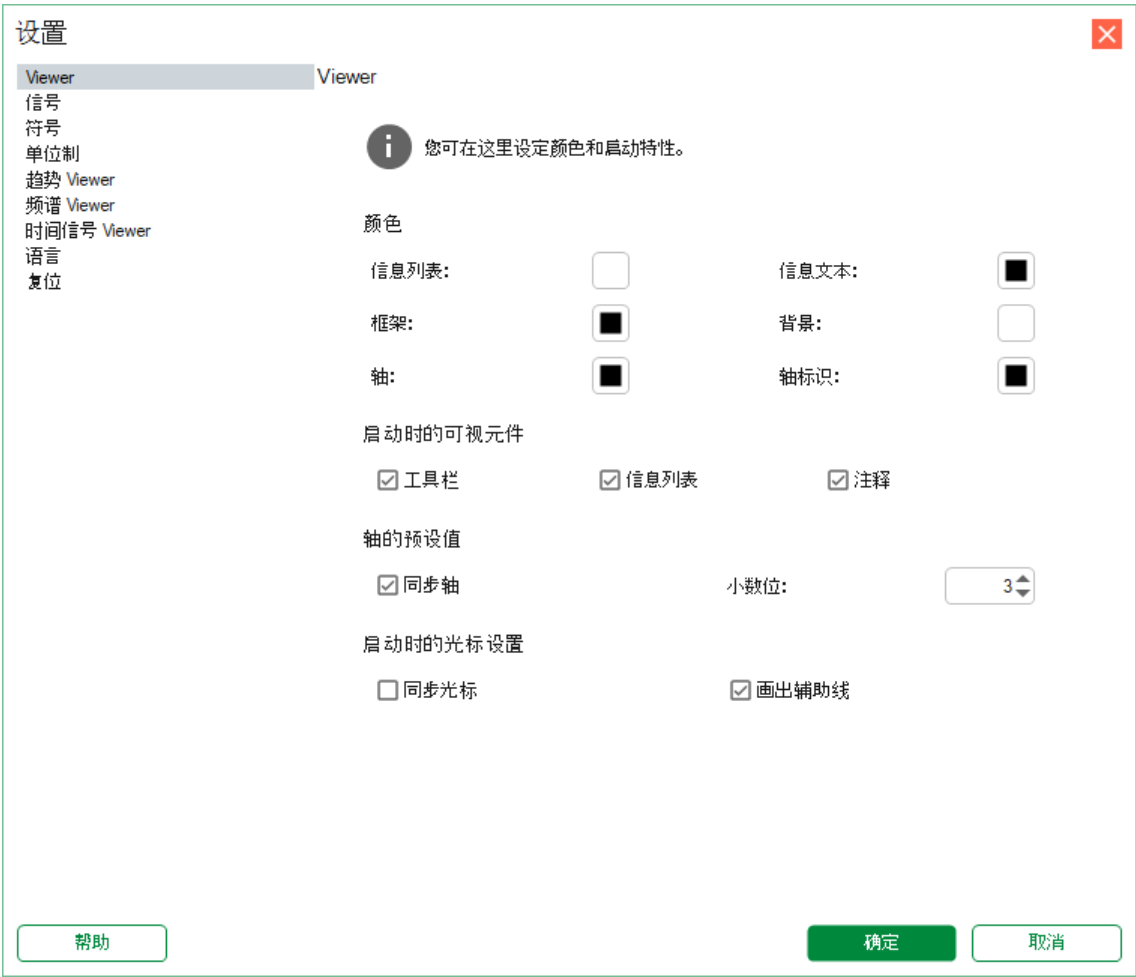 设置
Viewer
信号
符号
单位制
趋势 Viewer
频谱 Viewer
时间信号 Viewer
语言
复位
Viewer
您可在这里设定颜色和启动特性。
颜色
信息列表:
信息文本:
框架:
背景:
轴:
轴标识:
启动时的可视元件
工具栏
信息列表
注释
轴的预设值
同步轴
小数位:
3
启动时的光标设置
同步光标
画出辅助线
帮助
确定
取消